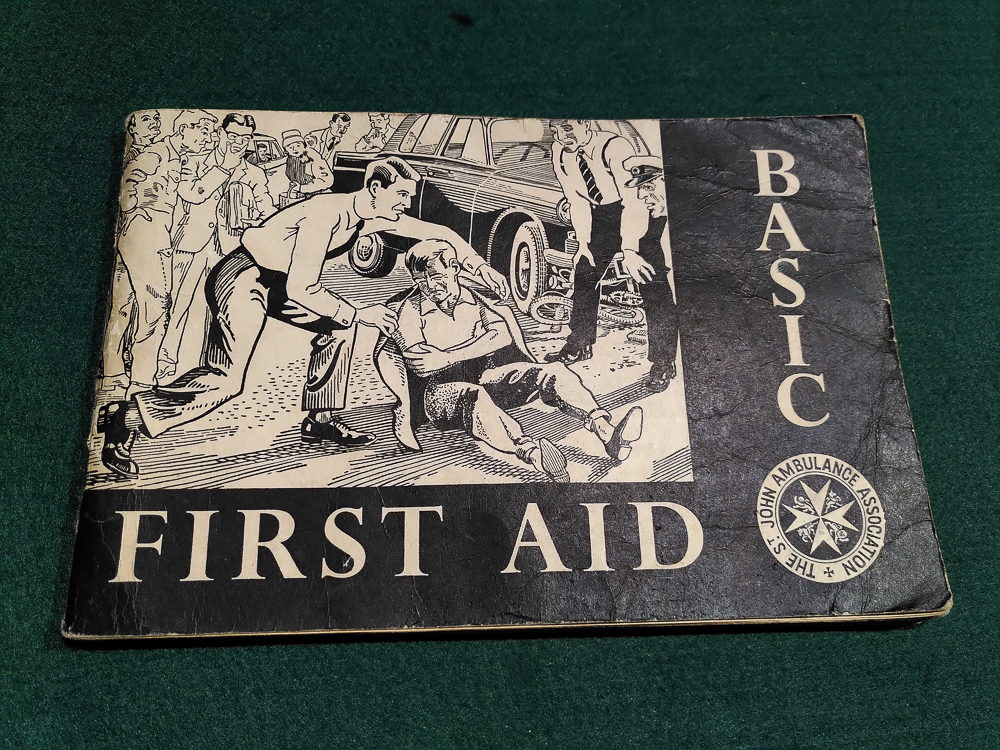 BASIC
FIRST AID
THE ST JOHN AMBULANCE ASSOCIATION